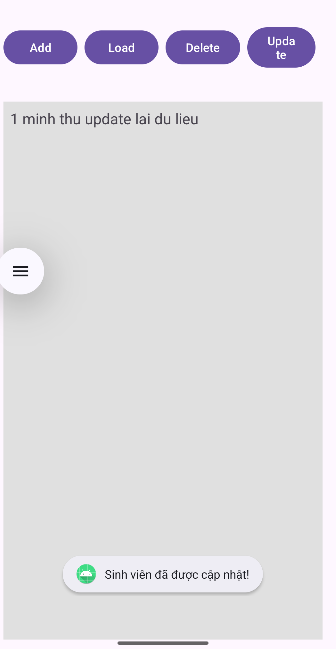 Add
Load
Delete
Upda
te
1 minh thu update lai du lieu
Sinh viên đã được cập nhật!